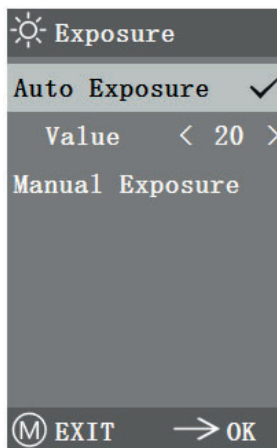 Exposure
Auto Exposure
Value < 20 >
Manual Exposure
M EXIT → OK